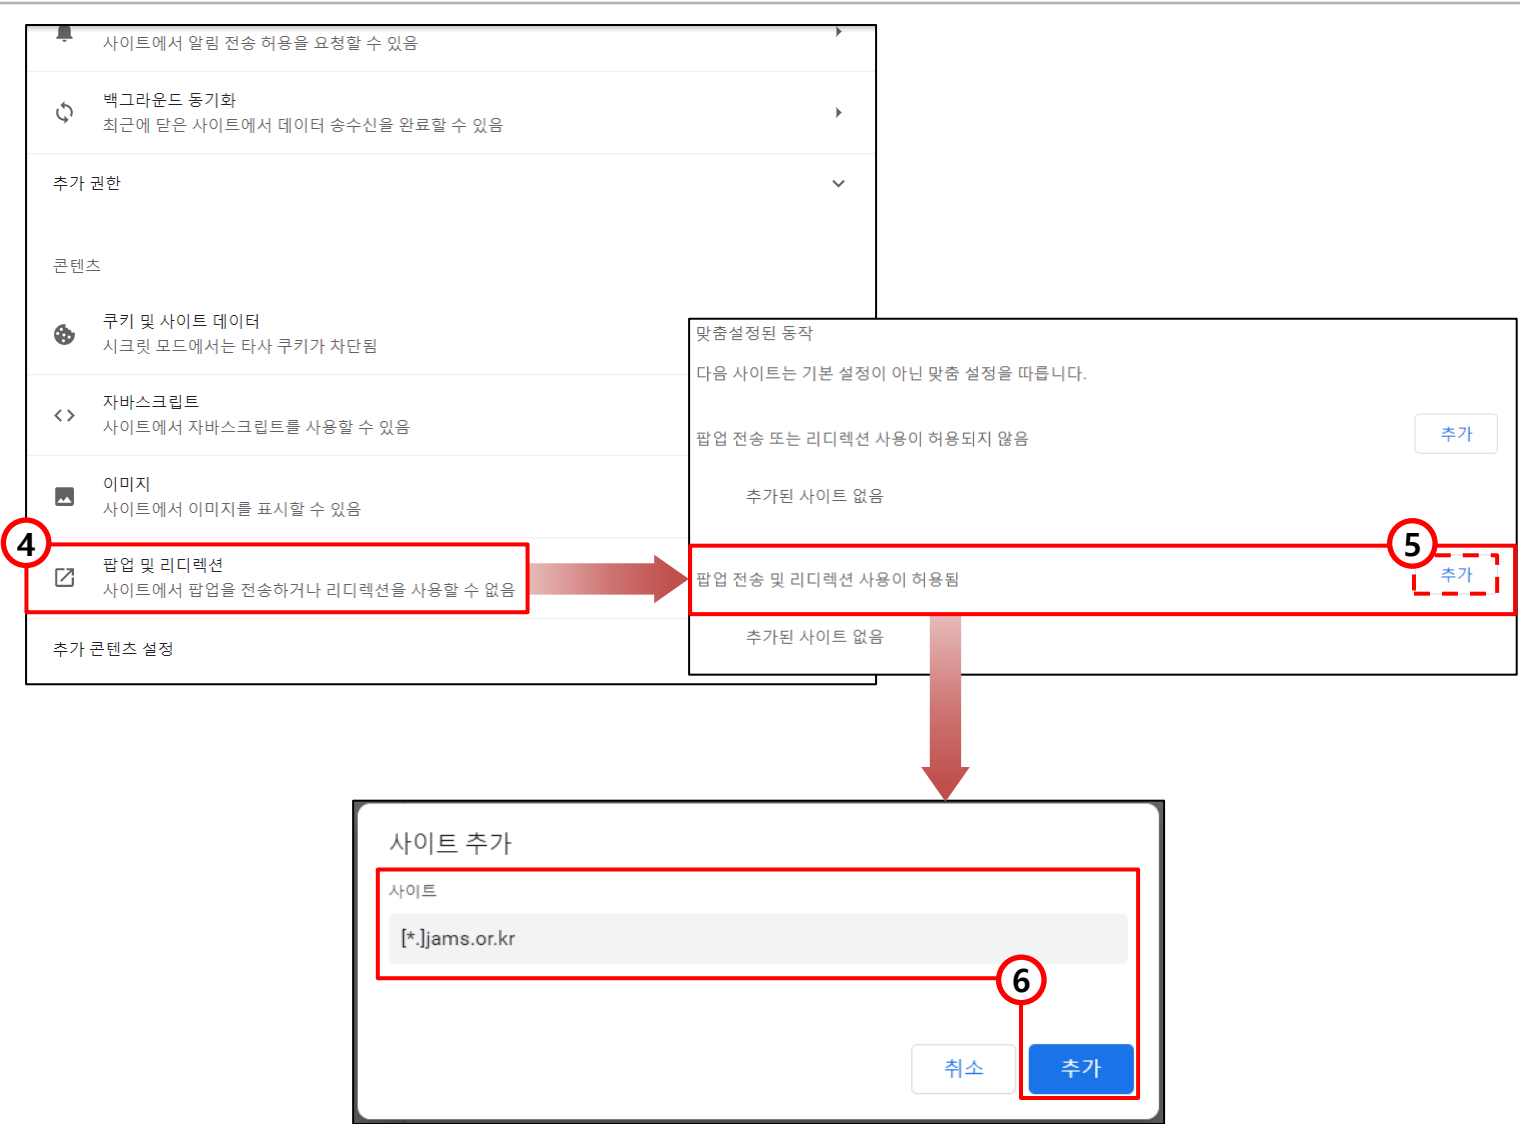 사이트에서 알림 전송 허용을 요청할 수 있음
백그라운드 동기화
최근에 닫은 사이트에서 데이터 송수신을 완료할 수 있음
추가 권한
콘텐츠
쿠키 및 사이트 데이터
시크릿 모드에서는 타사 쿠키가 차단됨
자바스크립트
사이트에서 자바스크립트를 사용할 수 있음
이미지
사이트에서 이미지를 표시할 수 있음
4
팝업 및 리디렉션
사이트에서 팝업을 전송하거나 리디렉션을 사용할 수 없음
추가 콘텐츠 설정
맞춤설정된 동작
다음 사이트는 기본 설정이 아닌 맞춤 설정을 따릅니다.
팝업 전송 또는 리디렉션 사용이 허용되지 않음
추가
추가된 사이트 없음
5
팝업 전송 및 리디렉션 사용이 허용됨
추가
추가된 사이트 없음
사이트 추가
사이트
[*.]jams.or.kr
6
취소
추가